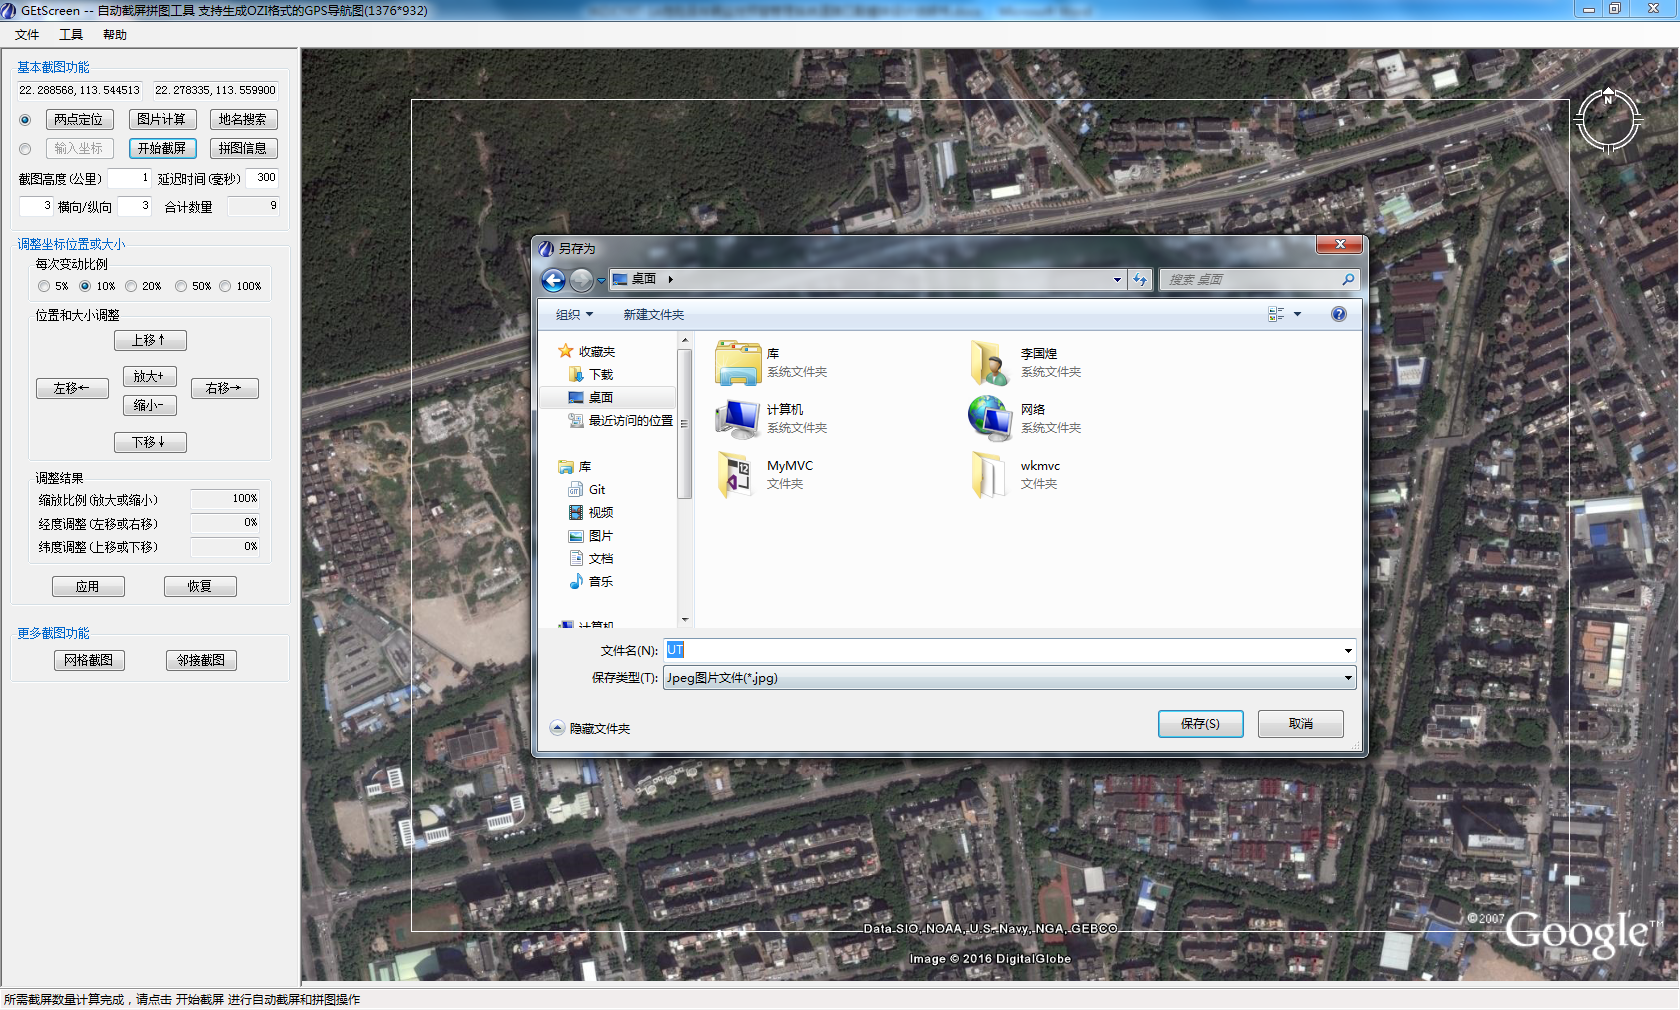 GEtScreen -- 自动截屏拼图工具 支持生成OZI格式的GPS导航图(1376*932)
文件 工具 帮助
基本截图功能
22.288568,113.544513 22.278335,113.559900
两点定位 图片计算 地名搜索
输入坐标 开始截屏 拼图信息
截图高度(公里) 1 延迟时间(毫秒) 300
3 横向/纵向 3 合计数量 9
调整坐标位置或大小
每次变动比例
5% 10% 20% 50% 100%
位置和大小调整
上移↑
放大+
左移← 右移→
缩小-
下移↓
调整结果
缩放比例(放大或缩小) 100%
经度调整(左移或右移) 0%
纬度调整(上移或下移) 0%
应用 恢复
更多截图功能
网格截图 邻接截图
N
另存为
桌面
搜索 桌面
组织 新建文件夹
收藏夹
下载
桌面
最近访问的位置
库
Git
视频
图片
文档
音乐
计算机
库
系统文件夹
李国煌
系统文件夹
计算机
系统文件夹
网络
系统文件夹
MyMVC
文件夹
wkmvc
文件夹
文件名(N): UT
保存类型(T): Jpeg图片文件(*.jpg)
隐藏文件夹 保存(S) 取消
©2007 Google™
Data SIO, NOAA, U.S. Navy, NGA, GEBCO
Image © 2016 DigitalGlobe
所需截屏数量计算完成，请点击 开始截屏 进行自动截屏和拼图操作